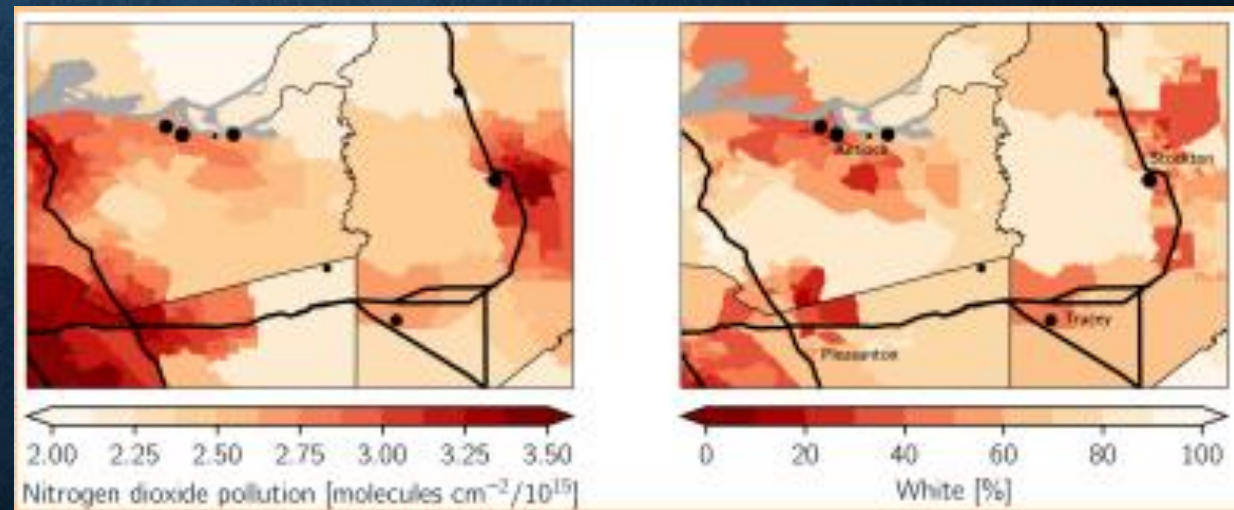 Antioch
Stockton
Tracey
Pleasanton
2.00 2.25 2.50 2.75 3.00 3.25 3.50
0 20 40 60 80 100
Nitrogen dioxide pollution [molecules cm⁻²/10¹⁵]
White [%]